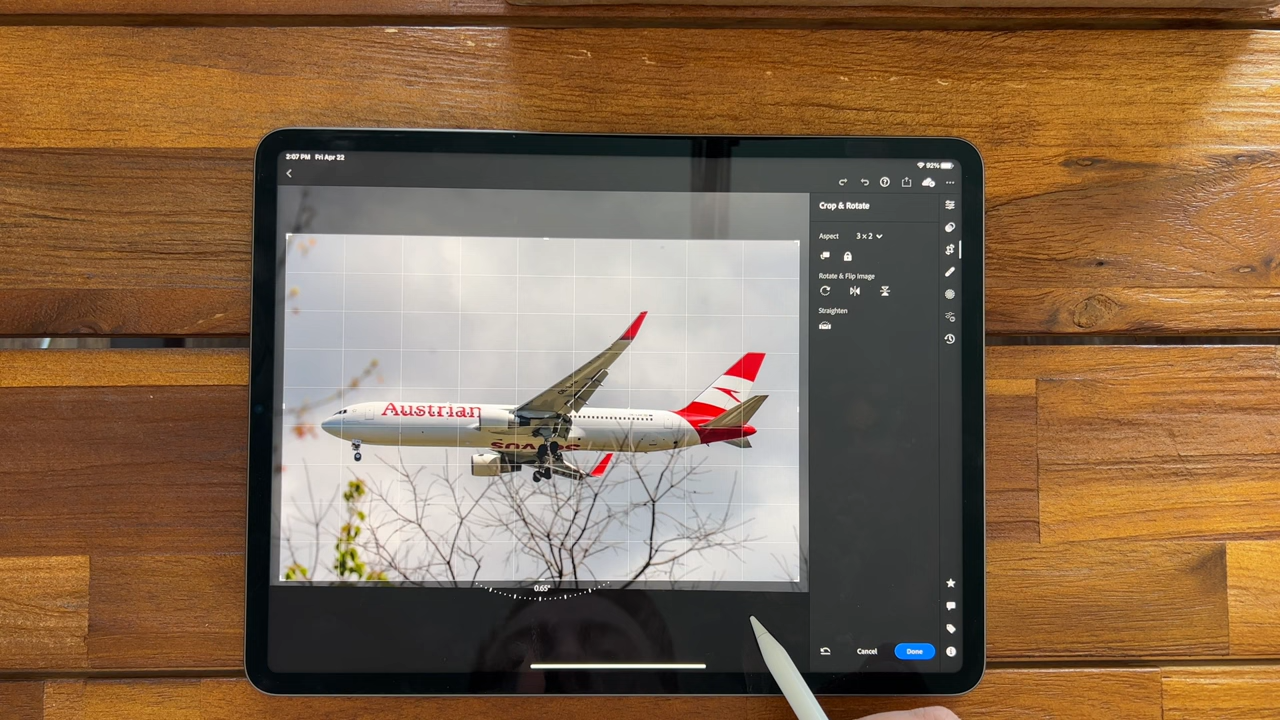 2:07 PM Fri Apr 22
92%
Crop & Rotate
Aspect 3 x 2
Rotate & Flip Image
Straighten
Austrian
0.65°
Cancel Done